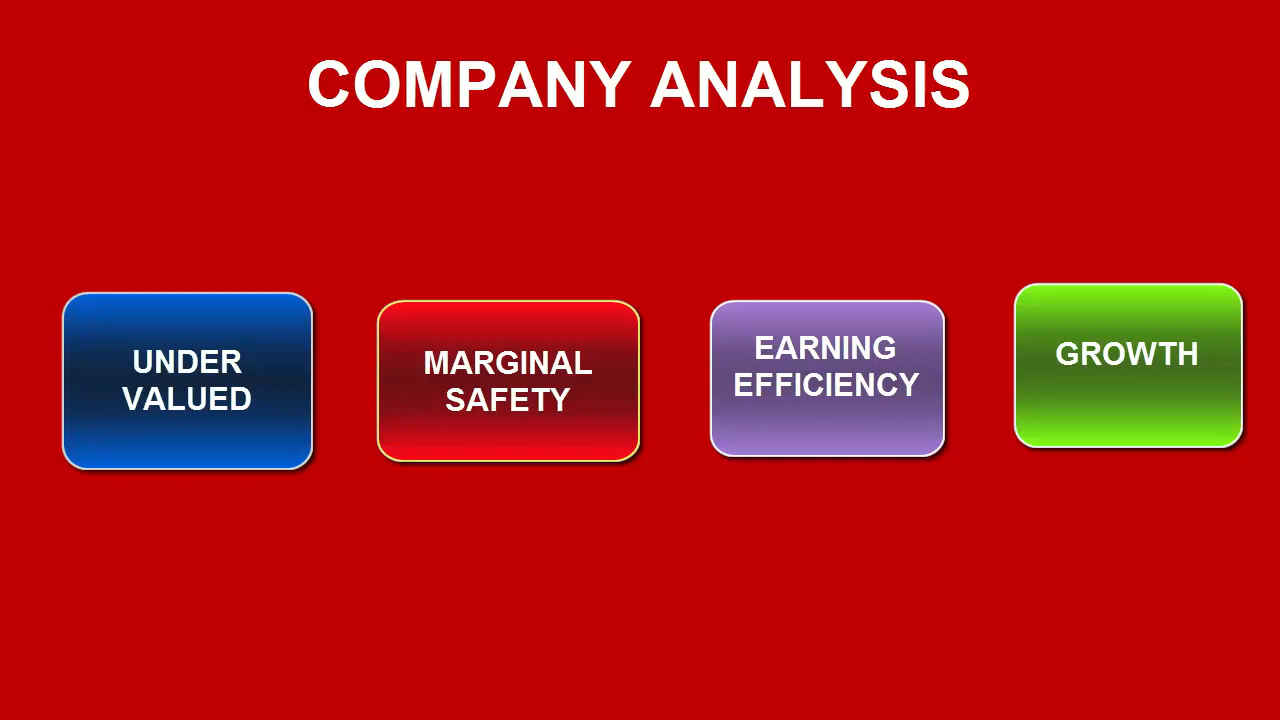 COMPANY ANALYSIS
UNDER
VALUED
MARGINAL
SAFETY
EARNING
EFFICIENCY
GROWTH